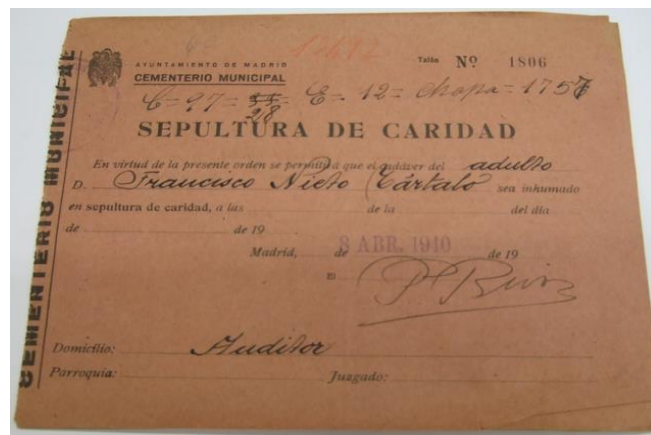 AYUNTAMIENTO DE MADRID
CEMENTERIO MUNICIPAL
Talón Nº 1806
C= 97= 28 E= 12= Chapa= 1757
SEPULTURA DE CARIDAD
En virtud de la presente orden se permitirá que el cadáver del adulto
D. Francisco Nieto Cártalo sea inhumado
en sepultura de caridad, a las de la del día
de de 19
Madrid, de 8 ABR. 1940 de 19
P. Ruiz
Domicilio: Auditor
Parroquia: Juzgado:
CEMENTERIO MUNICIPAL